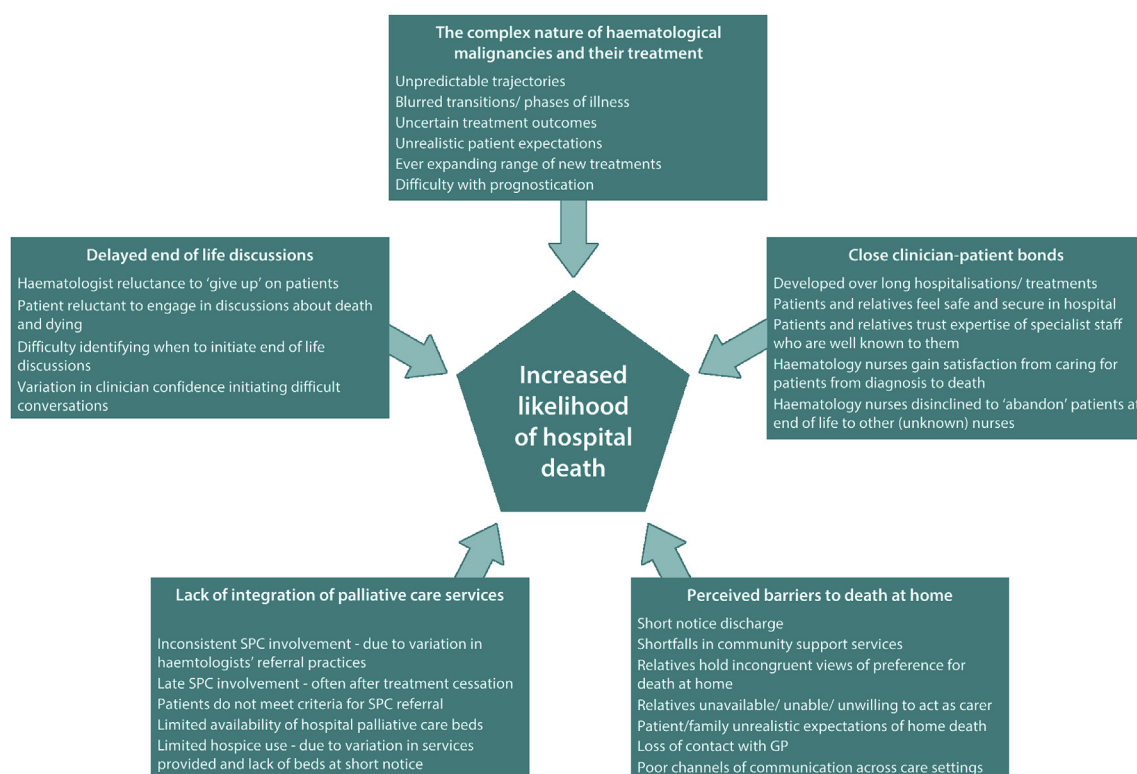 The complex nature of haematological
malignancies and their treatment
Unpredictable trajectories
Blurred transitions/ phases of illness
Uncertain treatment outcomes
Unrealistic patient expectations
Ever expanding range of new treatments
Difficulty with prognostication
Delayed end of life discussions
Haematologist reluctance to ‘give up’ on patients
Patient reluctant to engage in discussions about death
and dying
Difficulty identifying when to initiate end of life
discussions
Variation in clinician confidence initiating difficult
conversations
Close clinician-patient bonds
Developed over long hospitalisations/ treatments
Patients and relatives feel safe and secure in hospital
Patients and relatives trust expertise of specialist staff
who are well known to them
Haematology nurses gain satisfaction from caring for
patients from diagnosis to death
Haematology nurses disinclined to ‘abandon’ patients at
end of life to other (unknown) nurses
Increased
likelihood
of hospital
death
Lack of integration of palliative care services
Inconsistent SPC involvement - due to variation in
haemtologists’ referral practices
Late SPC involvement - often after treatment cessation
Patients do not meet criteria for SPC referral
Limited availability of hospital palliative care beds
Limited hospice use - due to variation in services
provided and lack of beds at short notice
Perceived barriers to death at home
Short notice discharge
Shortfalls in community support services
Relatives hold incongruent views of preference for
death at home
Relatives unavailable/ unable/ unwilling to act as carer
Patient/family unrealistic expectations of home death
Loss of contact with GP
Poor channels of communication across care settings